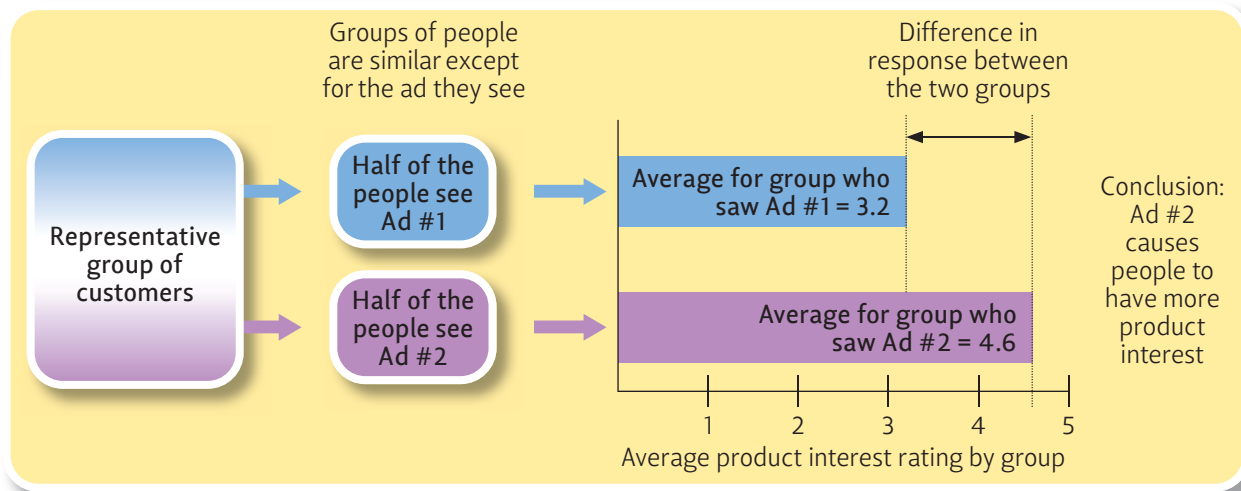 Groups of people
are similar except
for the ad they see
Difference in
response between
the two groups
Representative
group of
customers
Half of the
people see
Ad #1
Half of the
people see
Ad #2
Average for group who
saw Ad #1 = 3.2
Average for group who
saw Ad #2 = 4.6
1 2 3 4 5
Average product interest rating by group
Conclusion:
Ad #2
causes
people to
have more
product
interest